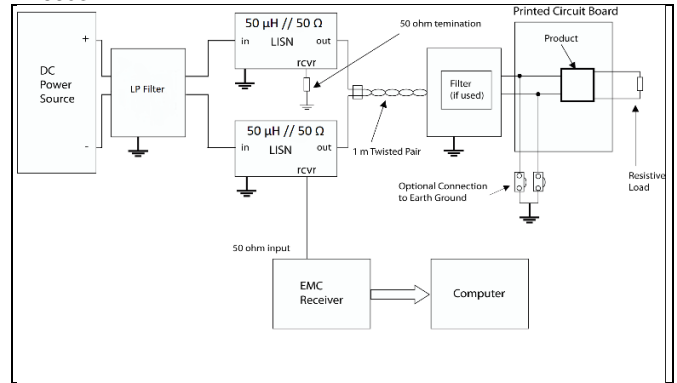 Printed Circuit Board
50 µH // 50 Ω
in
out
LISN
rcvr
50 ohm temination
Product
+
DC
Power
Source
-
LP Filter
Filter
(if used)
50 µH // 50 Ω
in
out
LISN
rcvr
1 m Twisted Pair
Optional Connection
to Earth Ground
Resistive
Load
50 ohm input
EMC
Receiver
Computer